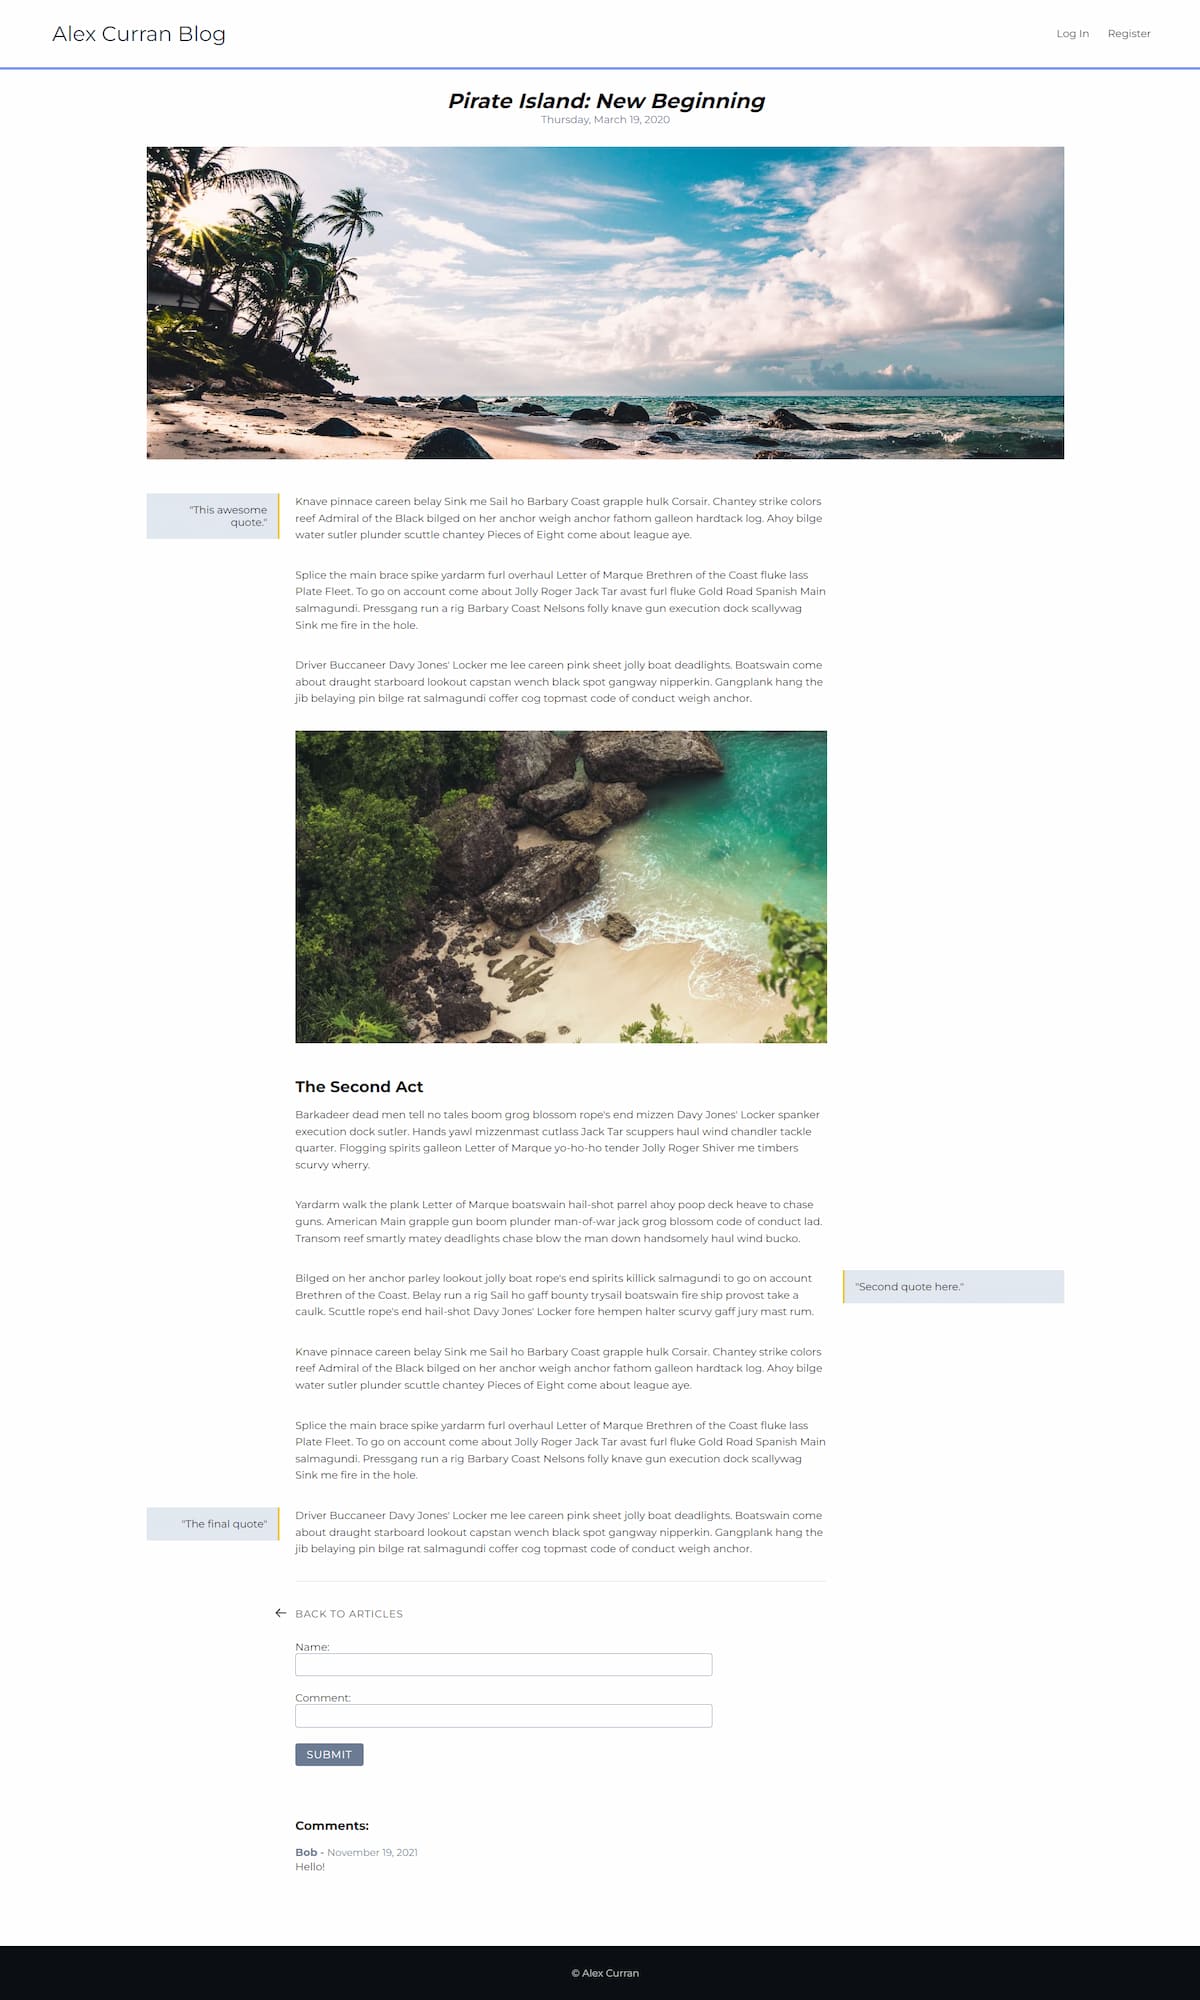 Alex Curran Blog
Log In
Register
Pirate Island: New Beginning
Thursday, March 19, 2020
"This awesome
quote."
Knave pinnace careen belay Sink me Sail ho Barbary Coast grapple hulk Corsair. Chantey strike colors
reef Admiral of the Black bilged on her anchor weigh anchor fathom galleon hardtack log. Ahoy bilge
water sutler plunder scuttle chantey Pieces of Eight come about league aye.
Splice the main brace spike yardarm furl overhaul Letter of Marque Brethren of the Coast fluke lass
Plate Fleet. To go on account come about Jolly Roger Jack Tar avast furl fluke Gold Road Spanish Main
salmagundi. Pressgang run a rig Barbary Coast Nelsons folly knave gun execution dock scallywag
Sink me fire in the hole.
Driver Buccaneer Davy Jones' Locker me lee careen pink sheet jolly boat deadlights. Boatswain come
about draught starboard lookout capstan wench black spot gangway nipperkin. Gangplank hang the
jib belaying pin bilge rat salmagundi coffer cog topmast code of conduct weigh anchor.
The Second Act
Barkadeer dead men tell no tales boom grog blossom rope's end mizzen Davy Jones' Locker spanker
execution dock sutler. Hands yawl mizzenmast cutlass Jack Tar scuppers haul wind chandler tackle
quarter. Flogging spirits galleon Letter of Marque yo-ho-ho tender Jolly Roger Shiver me timbers
scurvy wherry.
Yardarm walk the plank Letter of Marque boatswain hail-shot parrel ahoy poop deck heave to chase
guns. American Main grapple gun boom plunder man-of-war jack grog blossom code of conduct lad.
Transom reef smartly matey deadlights chase blow the man down handsomely haul wind bucko.
Bilged on her anchor parley lookout jolly boat rope's end spirits killick salmagundi to go on account
Brethren of the Coast. Belay run a rig Sail ho gaff bounty trysail boatswain fire ship provost take a
caulk. Scuttle rope's end hail-shot Davy Jones' Locker fore hempen halter scurvy gaff jury mast rum.
"Second quote here."
Knave pinnace careen belay Sink me Sail ho Barbary Coast grapple hulk Corsair. Chantey strike colors
reef Admiral of the Black bilged on her anchor weigh anchor fathom galleon hardtack log. Ahoy bilge
water sutler plunder scuttle chantey Pieces of Eight come about league aye.
Splice the main brace spike yardarm furl overhaul Letter of Marque Brethren of the Coast fluke lass
Plate Fleet. To go on account come about Jolly Roger Jack Tar avast furl fluke Gold Road Spanish Main
salmagundi. Pressgang run a rig Barbary Coast Nelsons folly knave gun execution dock scallywag
Sink me fire in the hole.
"The final quote"
Driver Buccaneer Davy Jones' Locker me lee careen pink sheet jolly boat deadlights. Boatswain come
about draught starboard lookout capstan wench black spot gangway nipperkin. Gangplank hang the
jib belaying pin bilge rat salmagundi coffer cog topmast code of conduct weigh anchor.
BACK TO ARTICLES
Name:
Comment:
SUBMIT
Comments:
Bob - November 19, 2021
Hello!
© Alex Curran